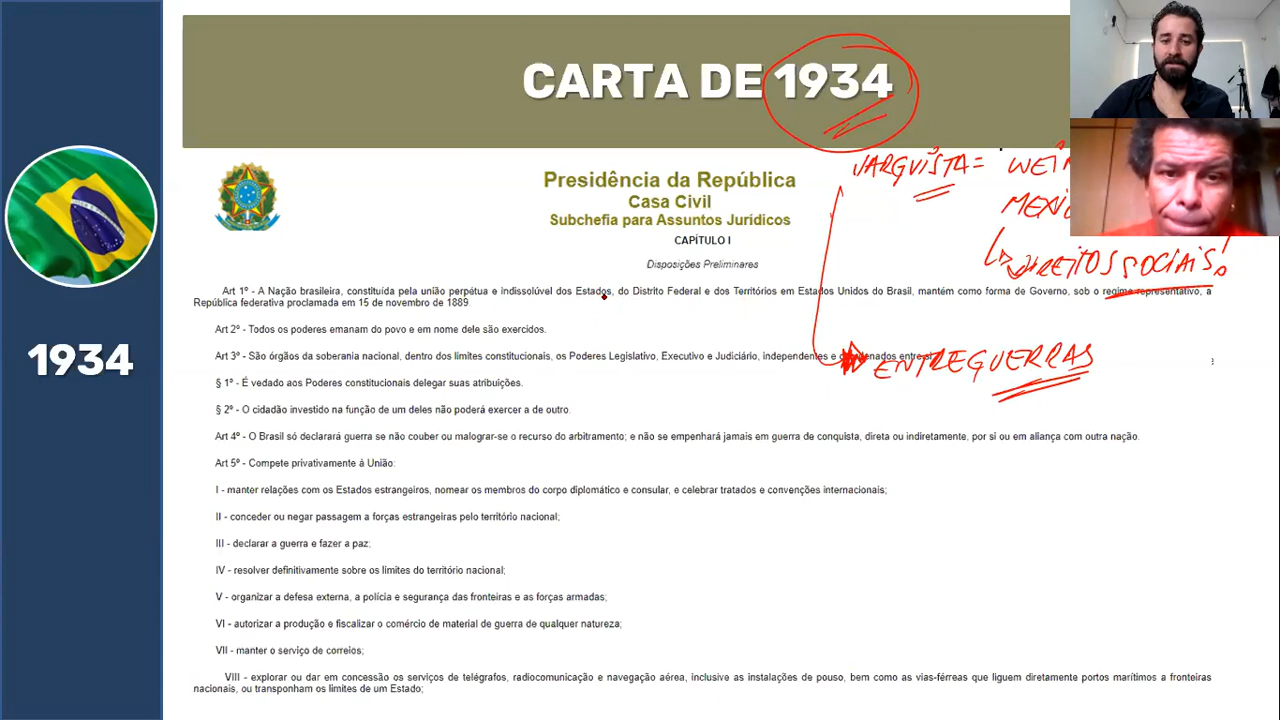 CARTA DE 1934
VARGUISTA =
DIREITOS SOCIAIS!
ENTREGUERRAS
1934
Presidência da República
Casa Civil
Subchefia para Assuntos Jurídicos
CAPÍTULO I
Disposições Preliminares
Art 1º - A Nação brasileira, constituída pela união perpétua e indissolúvel dos Estados, do Distrito Federal e dos Territórios em Estados Unidos do Brasil, mantém como forma de Governo, sob o regime representativo, a
República federativa proclamada em 15 de novembro de 1889.
Art 2º - Todos os poderes emanam do povo e em nome dele são exercidos.
Art 3º - São órgãos da soberania nacional, dentro dos limites constitucionais, os Poderes Legislativo, Executivo e Judiciário, independentes e coordenados entre si.
§ 1º - É vedado aos Poderes constitucionais delegar suas atribuições.
§ 2º - O cidadão investido na função de um deles não poderá exercer a de outro.
Art 4º - O Brasil só declarará guerra se não couber ou malograr-se o recurso do arbitramento; e não se empenhará jamais em guerra de conquista, direta ou indiretamente, por si ou em aliança com outra nação.
Art 5º - Compete privativamente à União:
I - manter relações com os Estados estrangeiros, nomear os membros do corpo diplomático e consular, e celebrar tratados e convenções internacionais;
II - conceder ou negar passagem a forças estrangeiras pelo território nacional;
III - declarar a guerra e fazer a paz;
IV - resolver definitivamente sobre os limites do território nacional;
V - organizar a defesa externa, a polícia e segurança das fronteiras e as forças armadas;
VI - autorizar a produção e fiscalizar o comércio de material de guerra de qualquer natureza;
VII - manter o serviço de correios;
VIII - explorar ou dar em concessão os serviços de telégrafos, radiocomunicação e navegação aérea, inclusive as instalações de pouso, bem como as vias-férreas que liguem diretamente portos marítimos a fronteiras
nacionais, ou transponham os limites de um Estado;